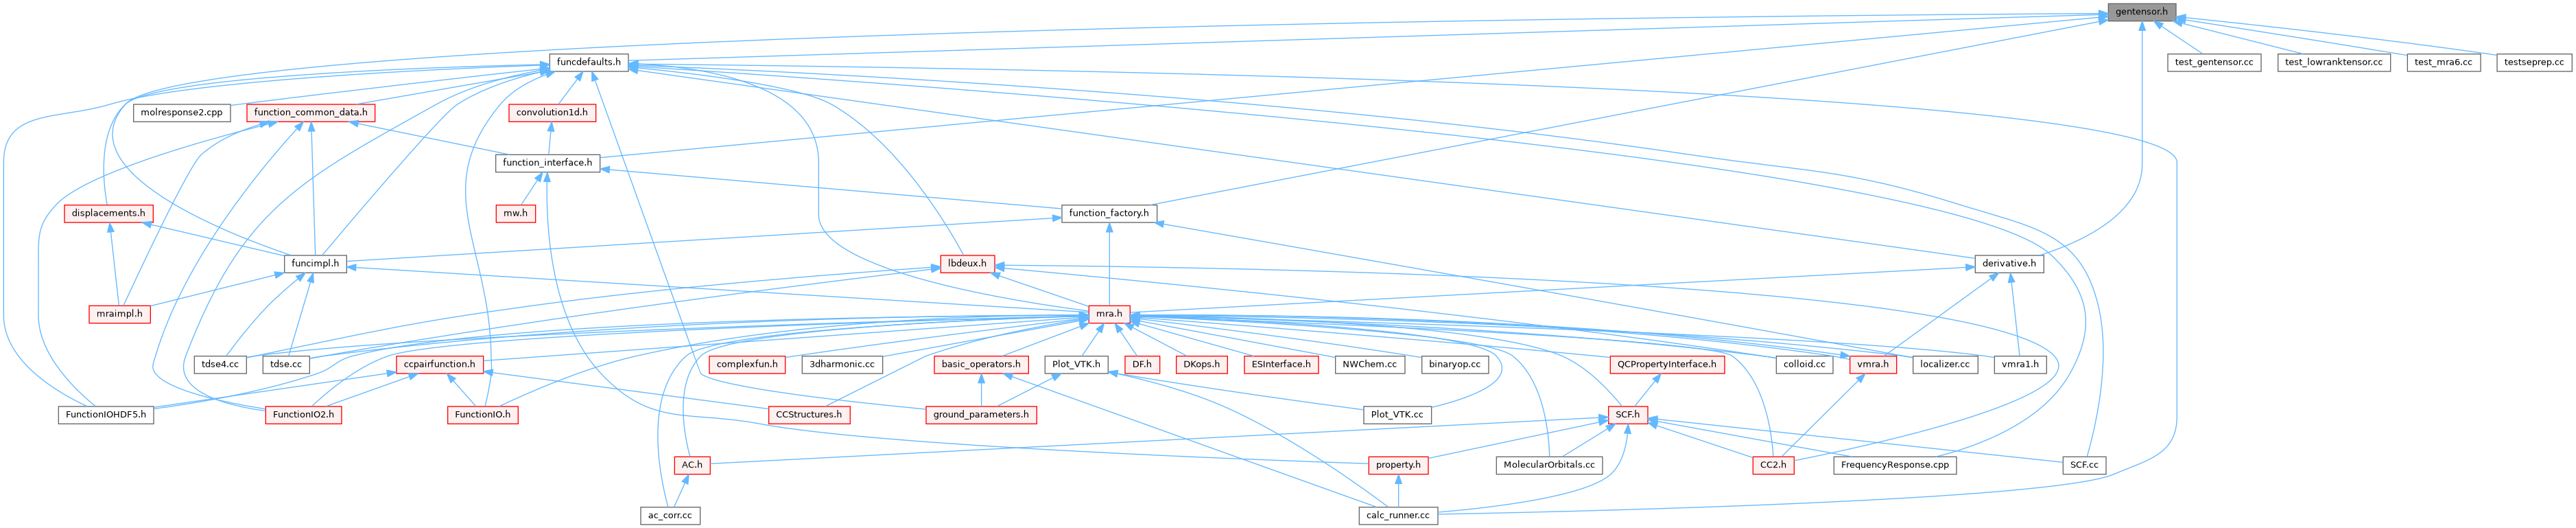 gentensor.h
funcdefaults.h
test_gentensor.cc
test_lowranktensor.cc
test_mra6.cc
testseprep.cc
molresponse2.cpp
function_common_data.h
convolution1d.h
function_interface.h
displacements.h
mw.h
function_factory.h
funcimpl.h
lbdeux.h
derivative.h
mraimpl.h
mra.h
tdse4.cc
tdse.cc
ccpairfunction.h
complexfun.h
3dharmonic.cc
basic_operators.h
Plot_VTK.h
DF.h
DKops.h
ESInterface.h
NWChem.cc
binaryop.cc
QCPropertyInterface.h
colloid.cc
vmra.h
localizer.cc
vmra1.h
FunctionIOHDF5.h
FunctionIO2.h
FunctionIO.h
CCStructures.h
ground_parameters.h
Plot_VTK.cc
SCF.h
AC.h
property.h
MolecularOrbitals.cc
CC2.h
FrequencyResponse.cpp
SCF.cc
ac_corr.cc
calc_runner.cc